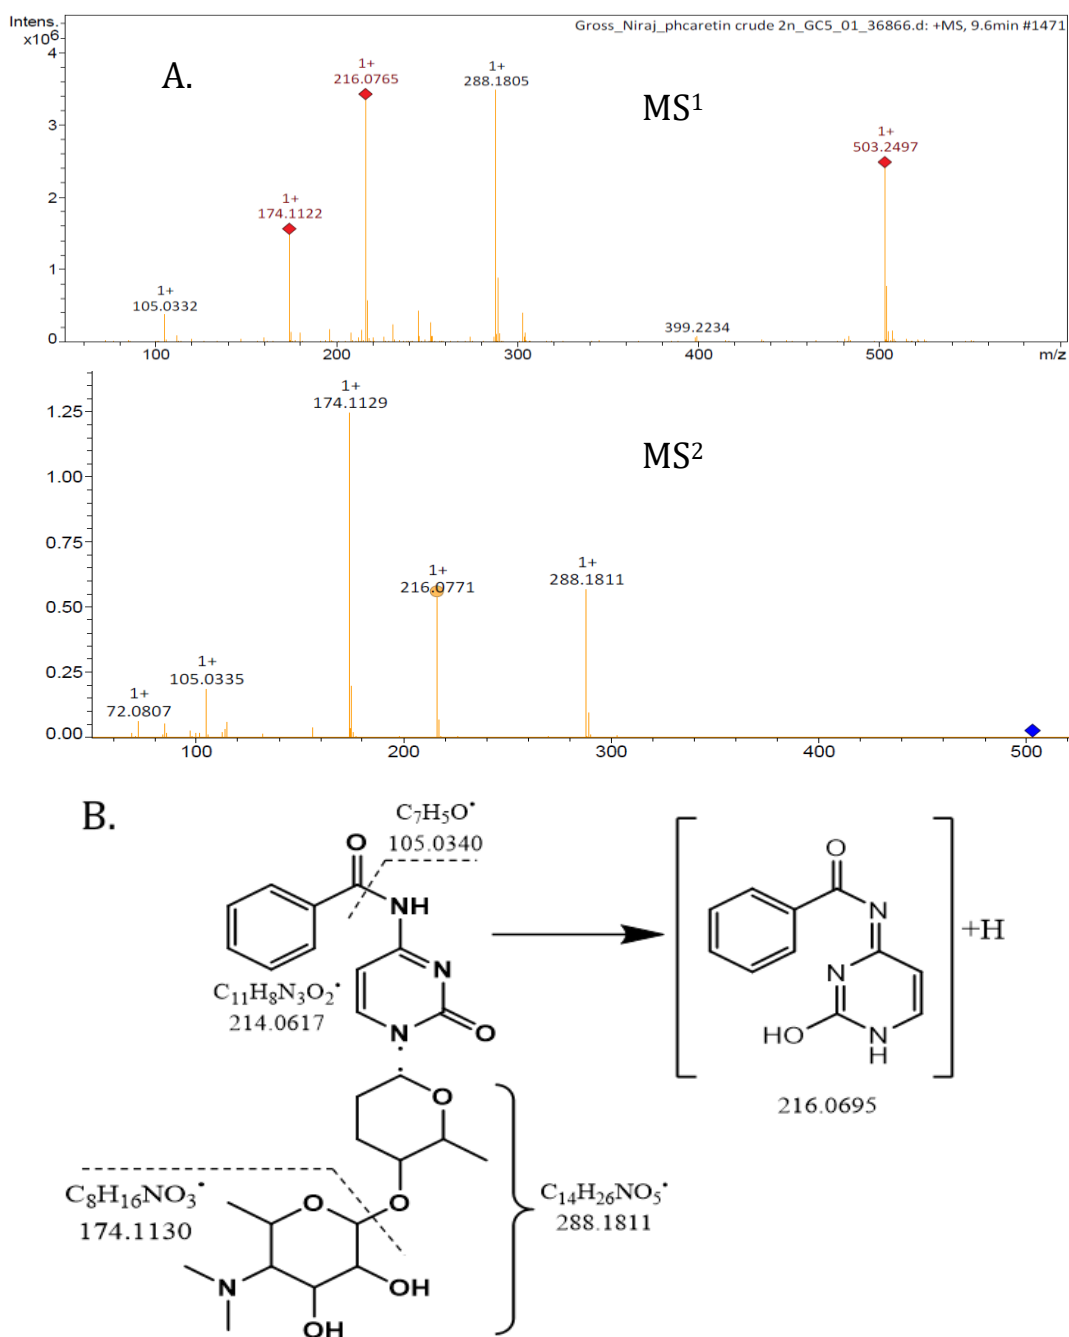 Intens.
x10⁶
Gross_Niraj_phcaretin crude 2n_GC5_01_36866.d: +MS, 9.6min #1471
A.
MS¹
4
3
2
1
0
1+
105.0332
1+
174.1122
1+
216.0765
1+
288.1805
399.2234
1+
503.2497
100
200
300
400
500
m/z
MS²
1.25
1.00
0.75
0.50
0.25
0.00
1+
72.0807
1+
105.0335
1+
174.1129
1+
216.0771
1+
288.1811
100
200
300
400
500
B.
C₇H₅O•
105.0340
O
NH
N
O
N
C₁₁H₈N₃O₂•
214.0617
O
O
O
N
OH
OH
C₈H₁₆NO₃•
174.1130
C₁₄H₂₆NO₅•
288.1811
O
N
N
HO
N
H
+H
216.0695